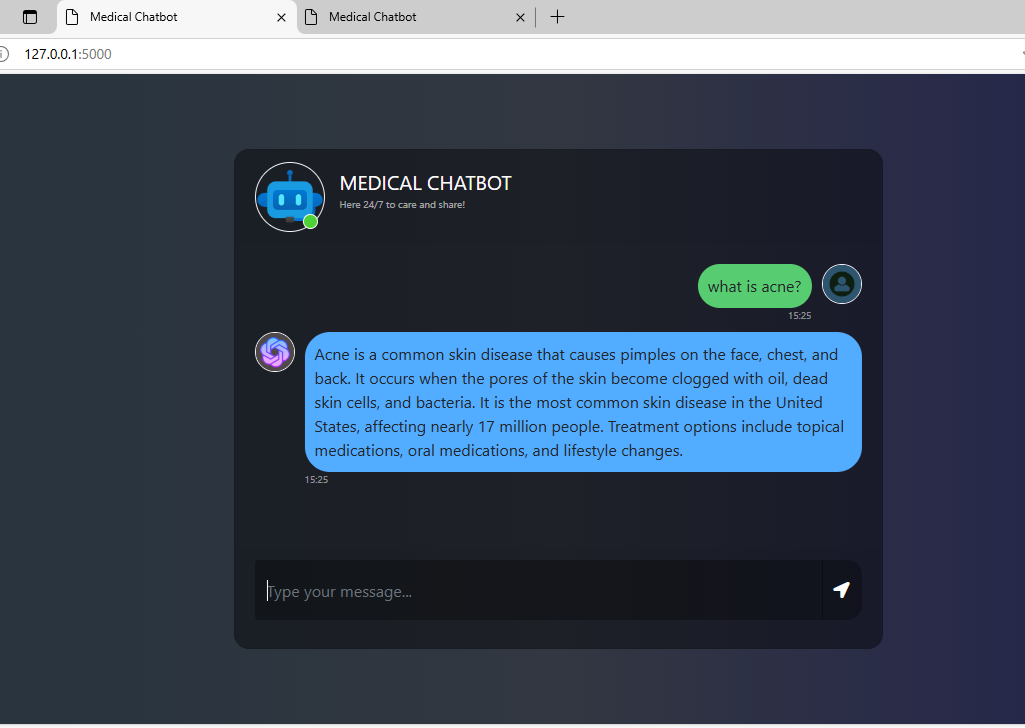 Medical Chatbot
Medical Chatbot
127.0.0.1:5000
MEDICAL CHATBOT
Here 24/7 to care and share!
what is acne?
15:25
Acne is a common skin disease that causes pimples on the face, chest, and
back. It occurs when the pores of the skin become clogged with oil, dead
skin cells, and bacteria. It is the most common skin disease in the United
States, affecting nearly 17 million people. Treatment options include topical
medications, oral medications, and lifestyle changes.
15:25
Type your message...